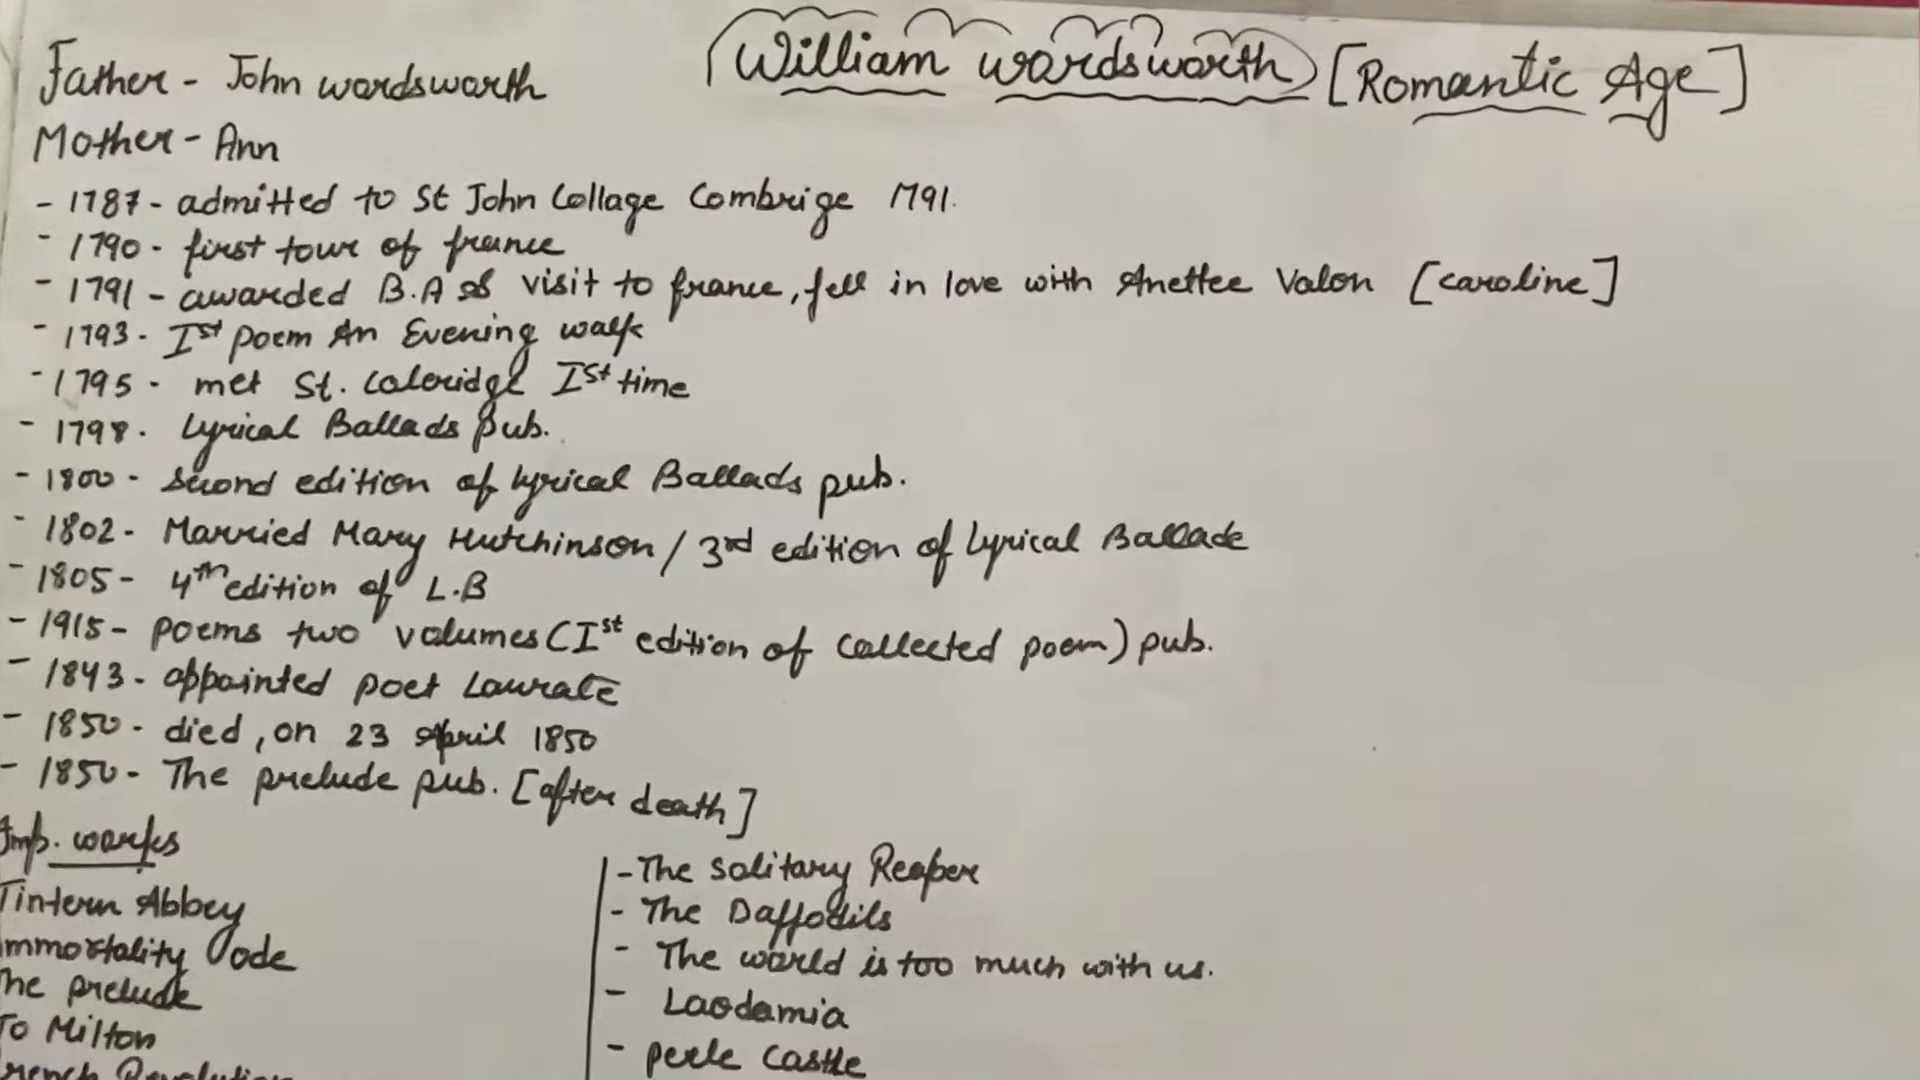 William wordsworth [Romantic Age]
Father - John wordsworth
Mother - Ann
- 1787 - admitted to St John Collage Combrige 1791.
- 1790 - first tour of france
- 1791 - awarded B.A visit to france, fell in love with Anettee Valon [caroline]
- 1793 - Ist poem An Evening walk
- 1795 - met St. Coleridge Ist time
- 1798 - Lyrical Ballads pub.
- 1800 - Second edition of lyrical Ballads pub.
- 1802 - Married Mary Hutchinson / 3rd edition of Lyrical Ballade
- 1805 - 4th edition of L.B
- 1915 - poems two volumes (Ist edition of Collected poem) pub.
- 1843 - appointed poet Laurate
- 1850 - died, on 23 April 1850
- 1850 - The prelude pub. [after death]
Imp. works
Tintern Abbey
Immortality Oode
The prelude
To Milton
French Revolution
- The Solitary Reaper
- The Daffodils
- The world is too much with us.
- Laodamia
- peele Castle